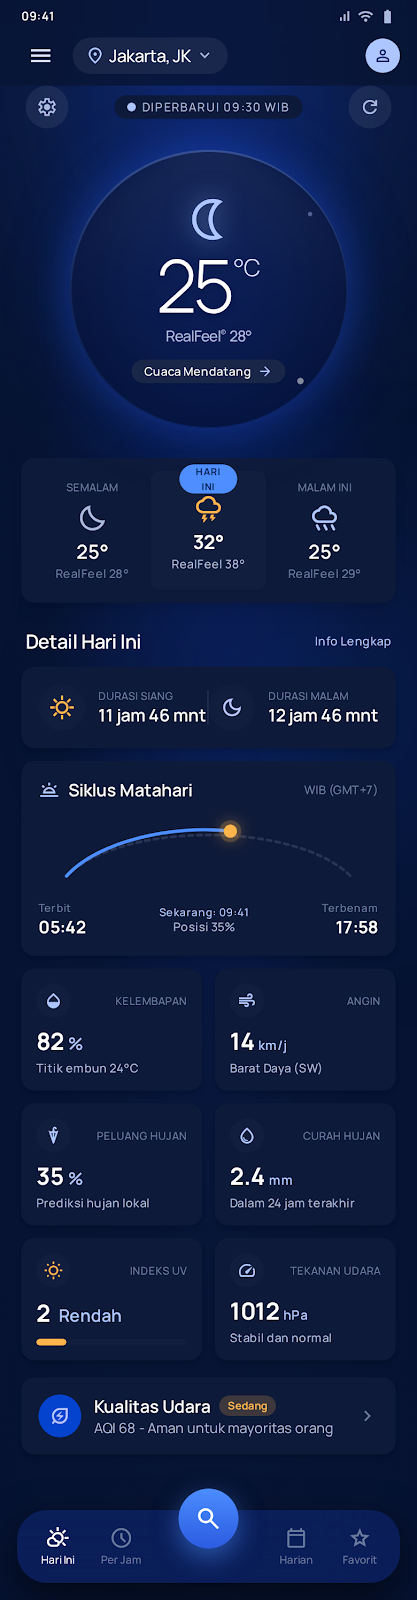 09:41
Jakarta, JK
DIPERBARUI 09:30 WIB
25°C
RealFeel® 28°
Cuaca Mendatang
SEMALAM
25°
RealFeel 28°
HARI
INI
32°
RealFeel 38°
MALAM INI
25°
RealFeel 29°
Detail Hari Ini
Info Lengkap
DURASI SIANG
11 jam 46 mnt
DURASI MALAM
12 jam 46 mnt
Siklus Matahari
WIB (GMT+7)
Terbit
05:42
Sekarang: 09:41
Posisi 35%
Terbenam
17:58
KELEMBAPAN
82 %
Titik embun 24°C
ANGIN
14 km/j
Barat Daya (SW)
PELUANG HUJAN
35 %
Prediksi hujan lokal
CURAH HUJAN
2.4 mm
Dalam 24 jam terakhir
INDEKS UV
2 Rendah
TEKANAN UDARA
1012 hPa
Stabil dan normal
Kualitas Udara Sedang
AQI 68 - Aman untuk mayoritas orang
Hari Ini
Per Jam
Harian
Favorit